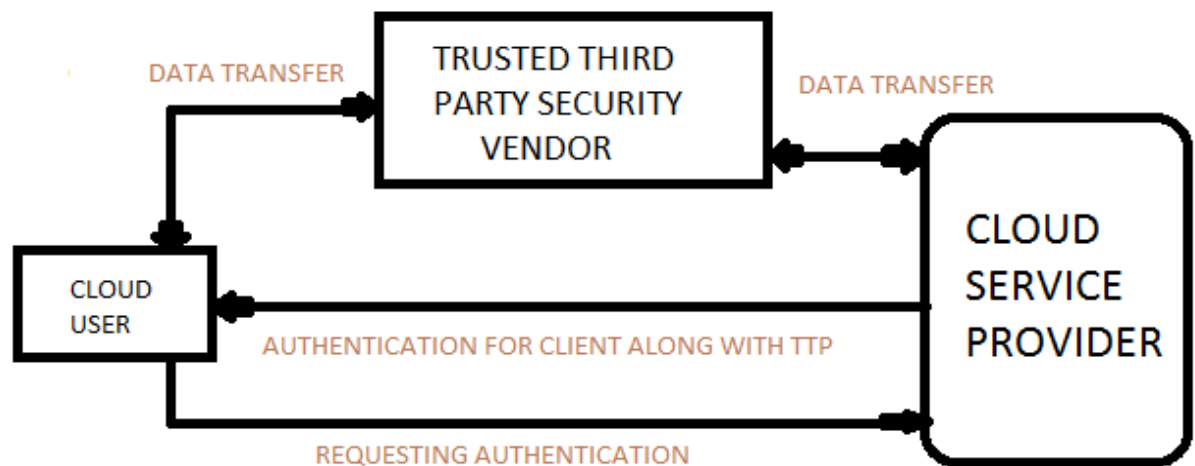 TRUSTED THIRD
PARTY SECURITY
VENDOR
DATA TRANSFER
DATA TRANSFER
CLOUD
SERVICE
PROVIDER
CLOUD
USER
AUTHENTICATION FOR CLIENT ALONG WITH TTP
REQUESTING AUTHENTICATION